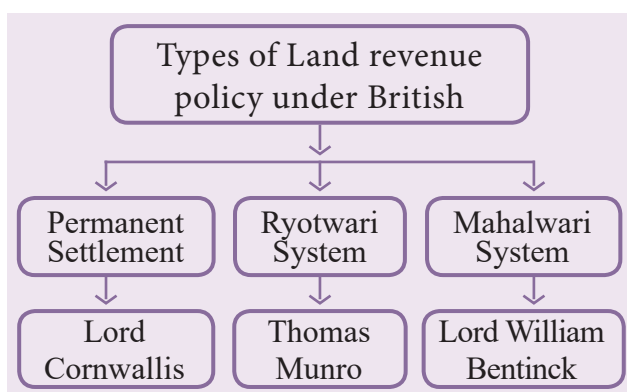 Types of Land revenue
policy under British
Permanent
Settlement
Ryotwari
System
Mahalwari
System
Lord
Cornwallis
Thomas
Munro
Lord William
Bentinck